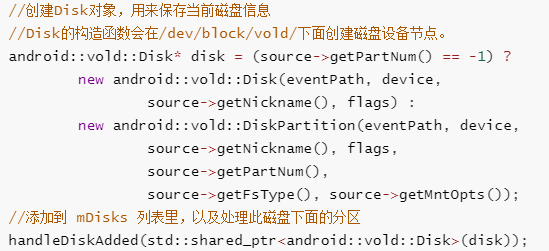 //创建Disk对象，用来保存当前磁盘信息
//Disk的构造函数会在/dev/block/vold/下面创建磁盘设备节点。
android::vold::Disk* disk = (source->getPartNum() == -1) ?
new android::vold::Disk(eventPath, device,
source->getNickname(), flags) :
new android::vold::DiskPartition(eventPath, device,
source->getNickname(), flags,
source->getPartNum(),
source->getFsType(), source->getMntOpts());
//添加到 mDisks 列表里，以及处理此磁盘下面的分区
handleDiskAdded(std::shared_ptr<android::vold::Disk>(disk));